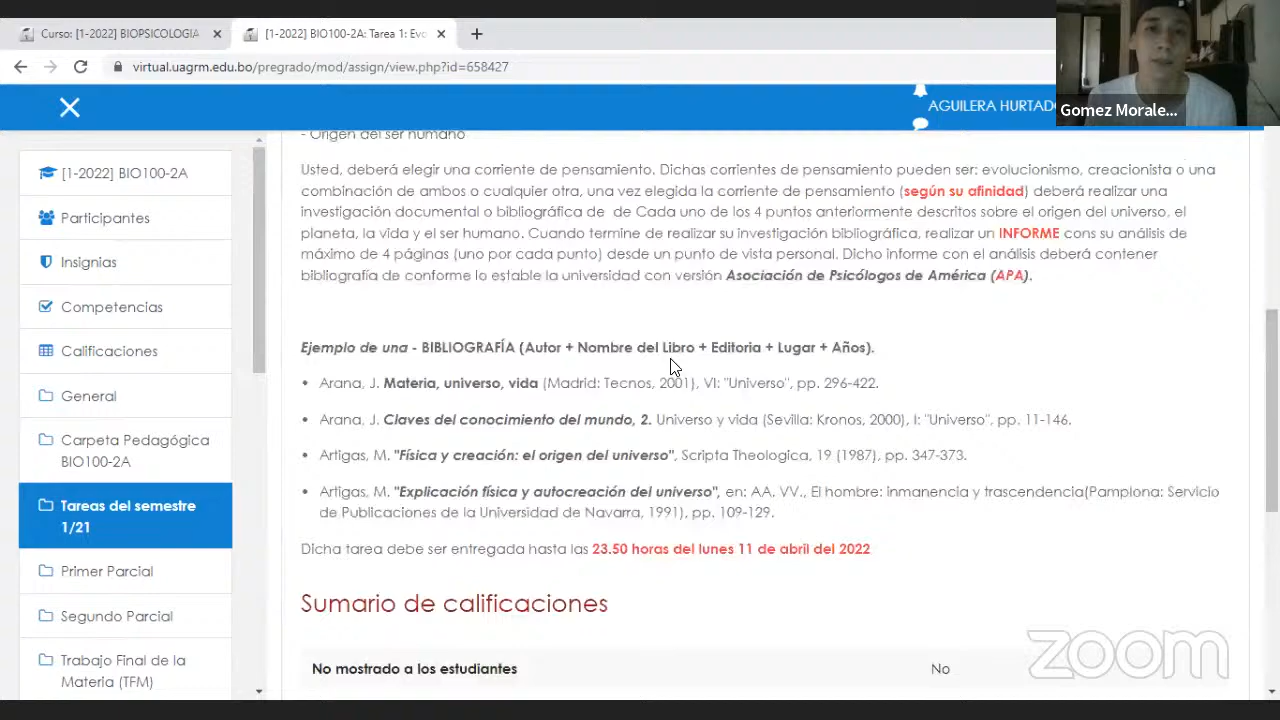 Curso: [1-2022] BIOPSICOLOGIA
[1-2022] BIO100-2A: Tarea 1: Evo
virtual.uagrm.edu.bo/pregrado/mod/assign/view.php?id=658427
AGUILERA HURTADO
Gomez Morale...
[1-2022] BIO100-2A
Participantes
Insignias
Competencias
Calificaciones
General
Carpeta Pedagógica
BIO100-2A
Tareas del semestre
1/21
Primer Parcial
Segundo Parcial
Trabajo Final de la
Materia (TFM)
- Origen del ser humano
Usted, deberá elegir una corriente de pensamiento. Dichas corrientes de pensamiento pueden ser: evolucionismo, creacionista o una
combinación de ambos o cualquier otra, una vez elegida la corriente de pensamiento (según su afinidad) deberá realizar una
investigación documental o bibliográfica de  de Cada uno de los 4 puntos anteriormente descritos sobre el origen del universo, el
planeta, la vida y el ser humano. Cuando termine de realizar su investigación bibliográfica, realizar un INFORME cons su análisis de
máximo de 4 páginas (uno por cada punto) desde un punto de vista personal. Dicho informe con el análisis deberá contener
bibliografía de conforme lo estable la universidad con versión Asociación de Psicólogos de América (APA).
Ejemplo de una - BIBLIOGRAFÍA (Autor + Nombre del Libro + Editoria + Lugar + Años).
• Arana, J. Materia, universo, vida (Madrid: Tecnos, 2001), VI: "Universo", pp. 296-422.
• Arana, J. Claves del conocimiento del mundo, 2. Universo y vida (Sevilla: Kronos, 2000), I: "Universo", pp. 11-146.
• Artigas, M. "Física y creación: el origen del universo", Scripta Theologica, 19 (1987), pp. 347-373.
• Artigas, M. "Explicación física y autocreación del universo", en: AA, VV., El hombre: inmanencia y trascendencia(Pamplona: Servicio
de Publicaciones de la Universidad de Navarra, 1991), pp. 109-129.
Dicha tarea debe ser entregada hasta las 23.50 horas del lunes 11 de abril del 2022
Sumario de calificaciones
No mostrado a los estudiantes No
zoom